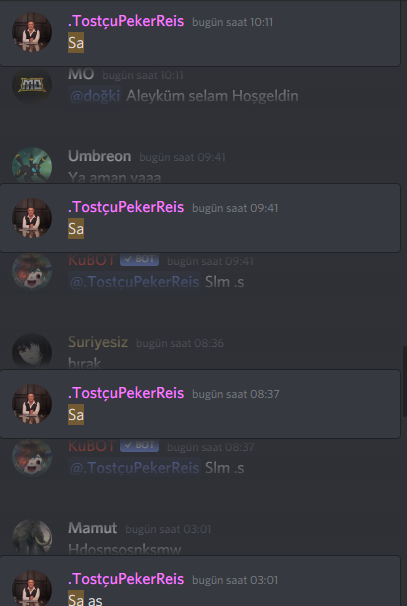 .TostçuPekerReis bugün saat 10:11
Sa
MO bugün saat 10:11
@doğki Aleyküm selam Hoşgeldin
Umbreon bugün saat 09:41
Ya aman yaaa
.TostçuPekerReis bugün saat 09:41
Sa
KuBOT ✓ BOT bugün saat 09:41
@.TostçuPekerReis Slm .s
Suriyesiz bugün saat 08:36
bırak
.TostçuPekerReis bugün saat 08:37
Sa
KuBOT ✓ BOT bugün saat 08:37
@.TostçuPekerReis Slm .s
Mamut bugün saat 03:01
Hdosnsosnksmw
.TostçuPekerReis bugün saat 03:01
Sa as